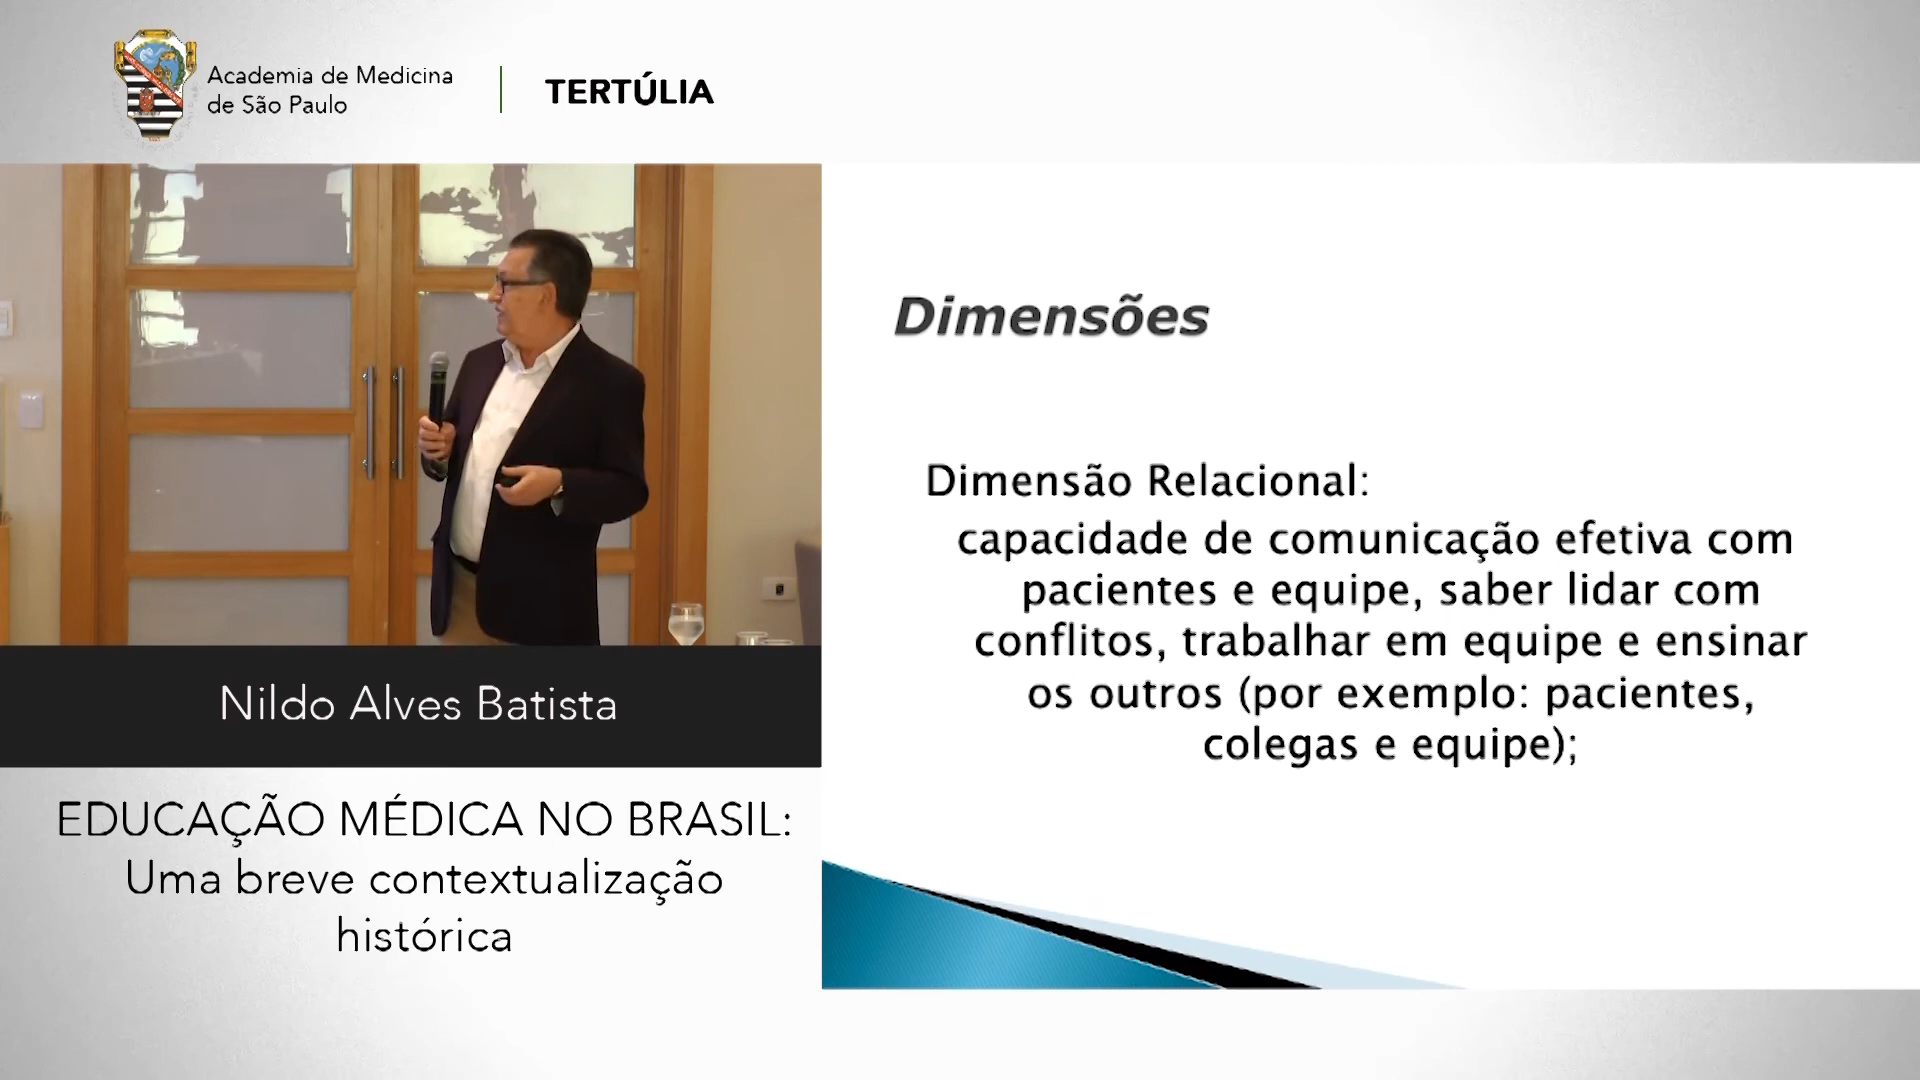 Academia de Medicina
de São Paulo
TERTÚLIA
Dimensões
Dimensão Relacional:
capacidade de comunicação efetiva com
pacientes e equipe, saber lidar com
conflitos, trabalhar em equipe e ensinar
os outros (por exemplo: pacientes,
colegas e equipe);
Nildo Alves Batista
EDUCAÇÃO MÉDICA NO BRASIL:
Uma breve contextualização
histórica